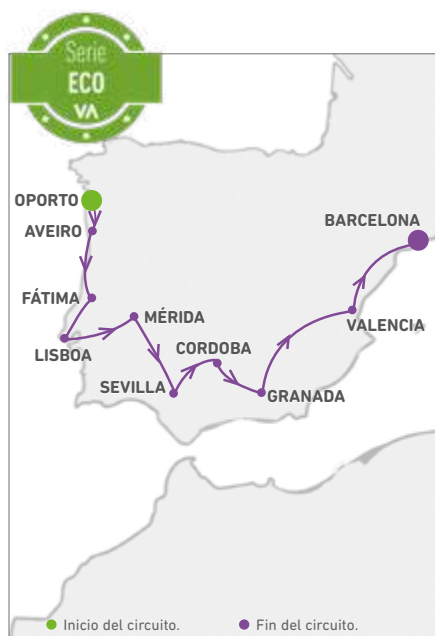 Serie
ECO
VA
OPORTO
AVEIRO
BARCELONA
FÁTIMA
MÉRIDA
VALENCIA
LISBOA
CORDOBA
SEVILLA
GRANADA
Inicio del circuito.
Fin del circuito.